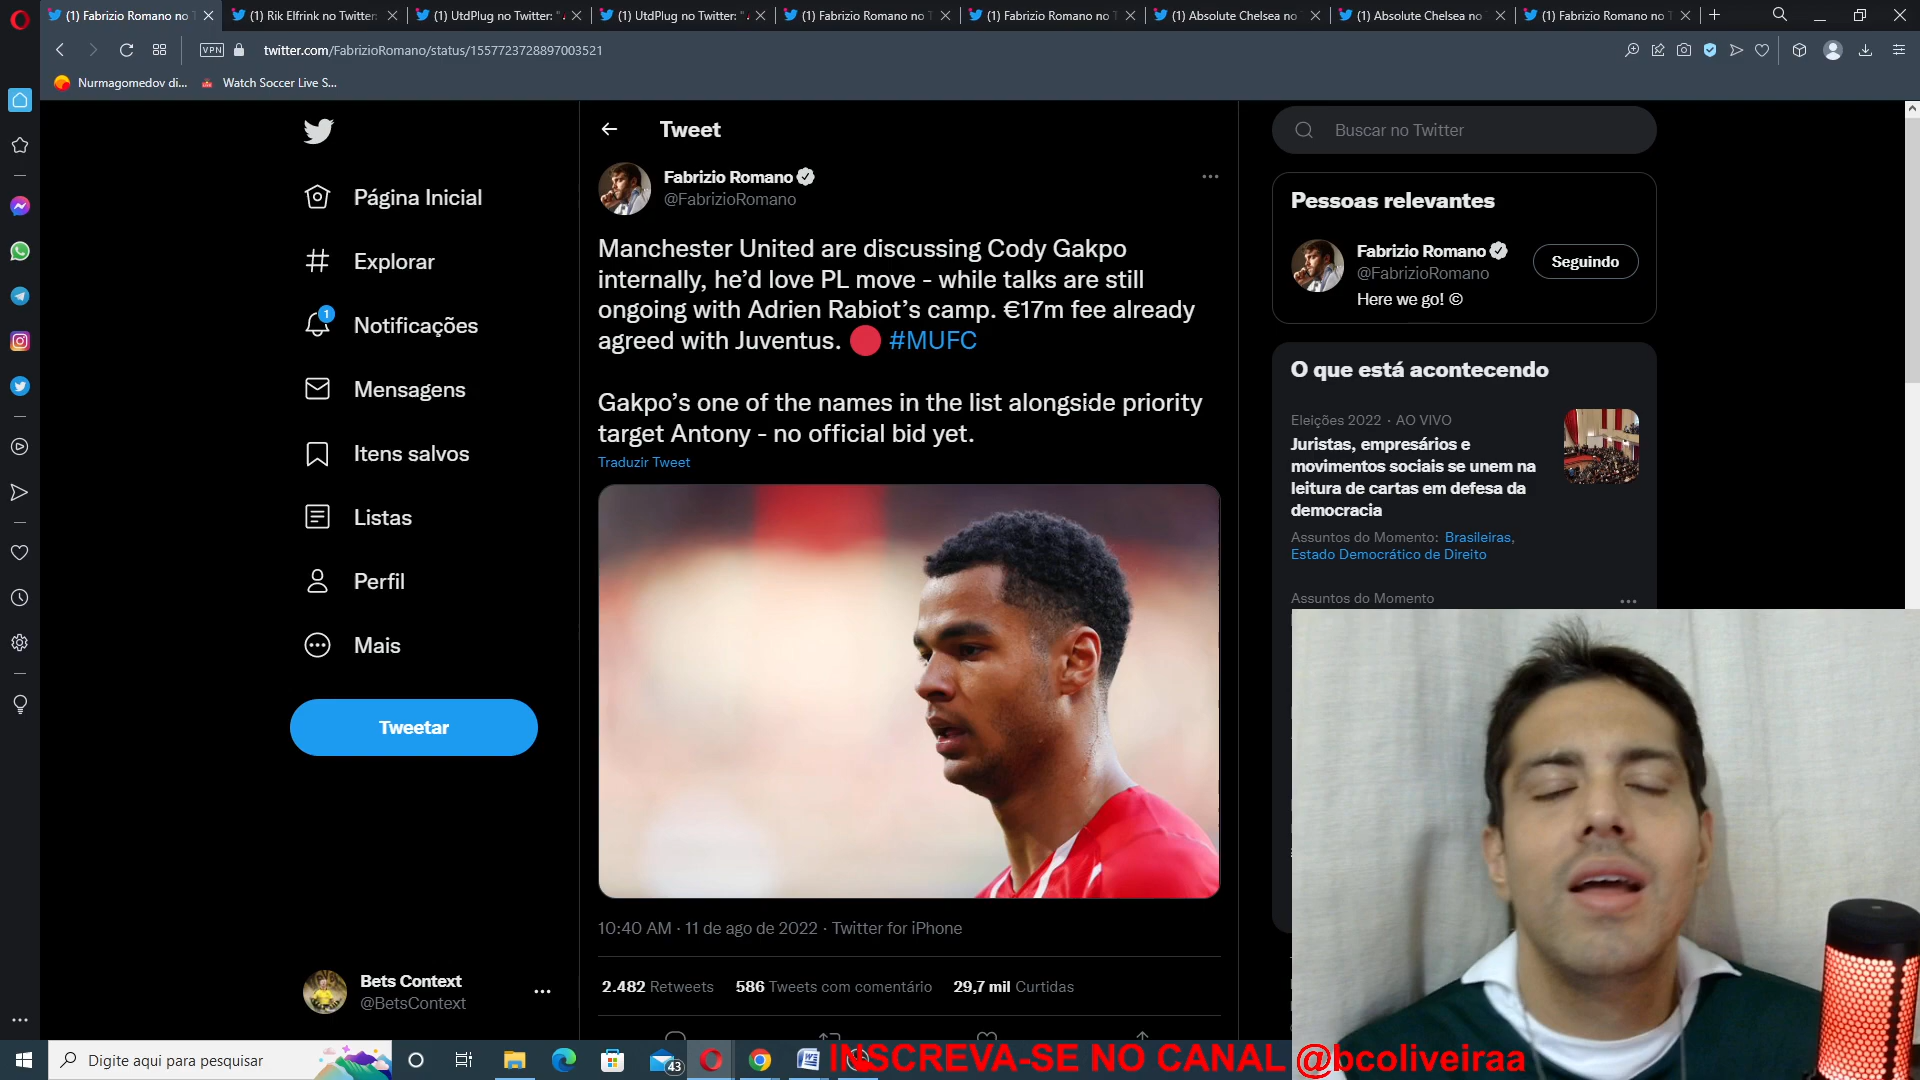 (1) Fabrizio Romano no T
(1) Rik Elfrink no Twitter:
(1) UtdPlug no Twitter: "
(1) UtdPlug no Twitter: "
(1) Fabrizio Romano no T
(1) Fabrizio Romano no T
(1) Absolute Chelsea no
(1) Absolute Chelsea no
(1) Fabrizio Romano no T
VPN
twitter.com/FabrizioRomano/status/1557723728897003521
Nurmagomedov di...
Watch Soccer Live S...
Página Inicial
Explorar
1
Notificações
Mensagens
Itens salvos
Listas
Perfil
Mais
Tweetar
Bets Context
@BetsContext
Tweet
Fabrizio Romano
@FabrizioRomano
Manchester United are discussing Cody Gakpo
internally, he’d love PL move - while talks are still
ongoing with Adrien Rabiot’s camp. €17m fee already
agreed with Juventus. 🔴 #MUFC
Gakpo’s one of the names in the list alongside priority
target Antony - no official bid yet.
Traduzir Tweet
10:40 AM · 11 de ago de 2022 · Twitter for iPhone
2.482 Retweets 586 Tweets com comentário 29,7 mil Curtidas
Buscar no Twitter
Pessoas relevantes
Fabrizio Romano
@FabrizioRomano
Seguindo
Here we go! ©
O que está acontecendo
Eleições 2022 · AO VIVO
Juristas, empresários e
movimentos sociais se unem na
leitura de cartas em defesa da
democracia
Assuntos do Momento: Brasileiras,
Estado Democrático de Direito
Assuntos do Momento
Digite aqui para pesquisar
43
INSCREVA-SE NO CANAL @bcoliveiraa